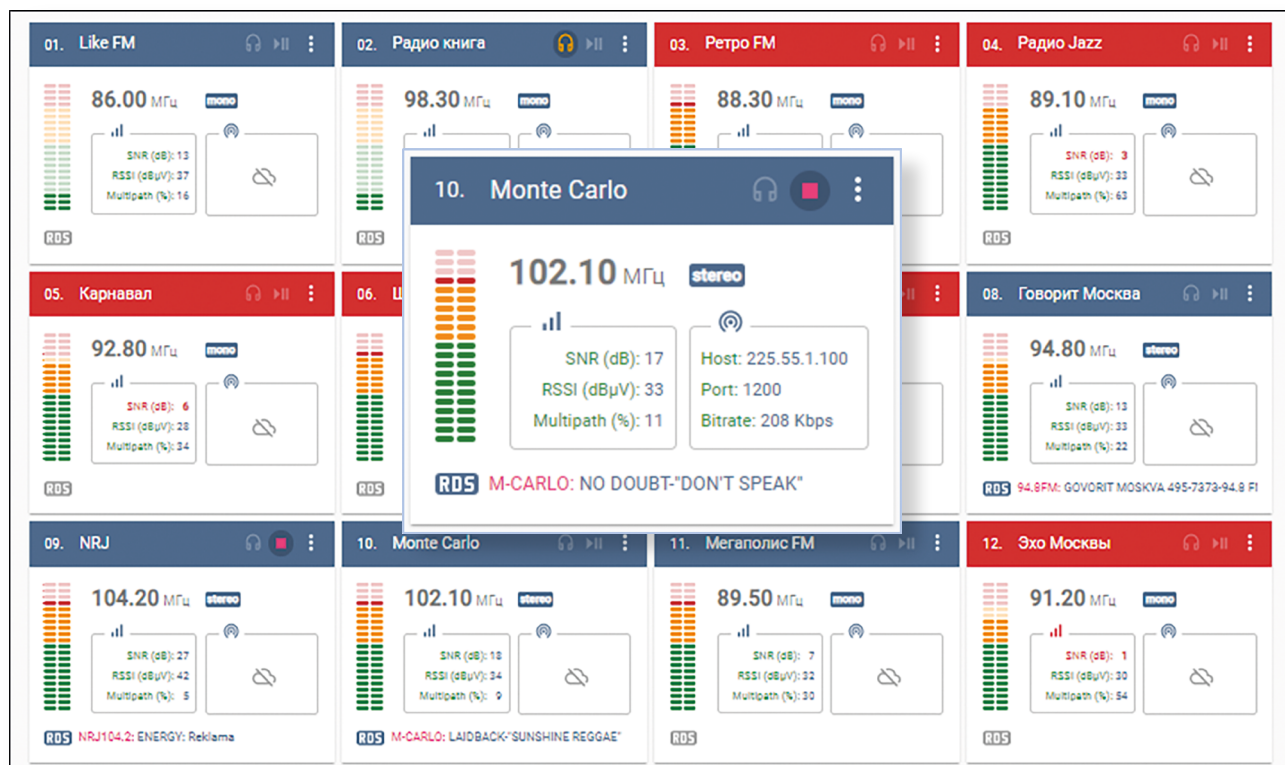 01. Like FM
86.00 МГц mono
SNR (dB): 13
RSSI (dBµV): 37
Multipath (%): 16
RDS
02. Радио книга
98.30 МГц mono
RDS
03. Ретро FM
88.30 МГц mono
04. Радио Jazz
89.10 МГц mono
SNR (dB): 3
RSSI (dBµV): 33
Multipath (%): 63
RDS
10. Monte Carlo
102.10 МГц stereo
SNR (dB): 17
RSSI (dBµV): 33
Multipath (%): 11
Host: 225.55.1.100
Port: 1200
Bitrate: 208 Kbps
RDS M-CARLO: NO DOUBT-"DON'T SPEAK"
05. Карнавал
92.80 МГц mono
SNR (dB): 6
RSSI (dBµV): 28
Multipath (%): 34
RDS
06.
RDS
08. Говорит Москва
94.80 МГц stereo
SNR (dB): 13
RSSI (dBµV): 33
Multipath (%): 22
RDS 94.8FM: GOVORIT MOSKVA 495-7373-94.8 FI
09. NRJ
104.20 МГц stereo
SNR (dB): 27
RSSI (dBµV): 42
Multipath (%): 5
RDS NRJ104.2: ENERGY: Reklama
10. Monte Carlo
102.10 МГц stereo
SNR (dB): 18
RSSI (dBµV): 34
Multipath (%): 9
RDS M-CARLO: LAIDBACK-"SUNSHINE REGGAE"
11. Мегаполис FM
89.50 МГц mono
SNR (dB): 7
RSSI (dBµV): 32
Multipath (%): 30
RDS
12. Эхо Москвы
91.20 МГц mono
SNR (dB): 1
RSSI (dBµV): 30
Multipath (%): 54
RDS